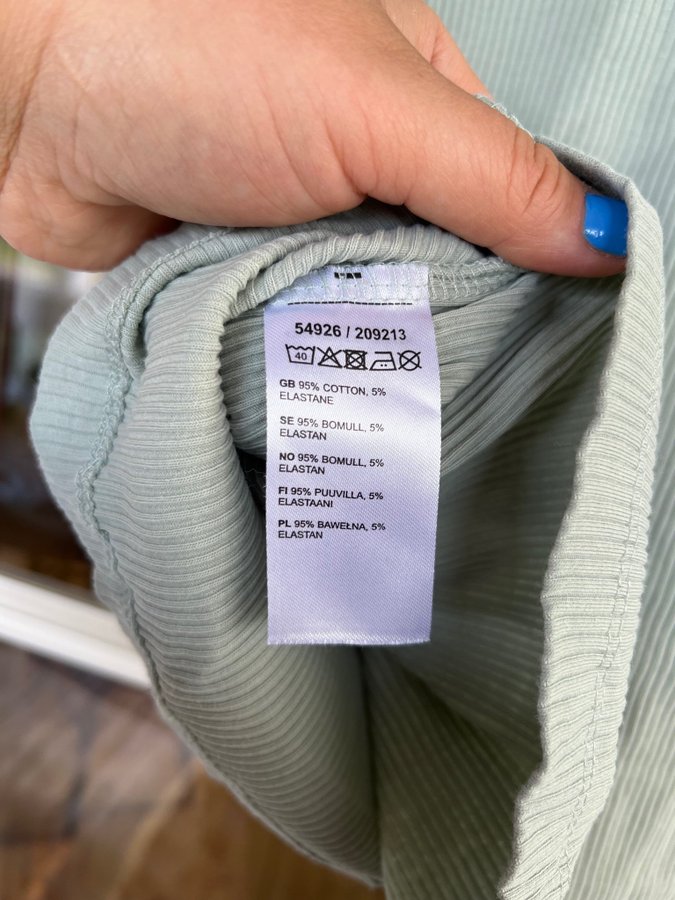 54926 / 209213
40
GB 95% COTTON, 5%
ELASTANE
SE 95% BOMULL, 5%
ELASTAN
NO 95% BOMULL, 5%
ELASTAN
FI 95% PUUVILLA, 5%
ELASTAANI
PL 95% BAWEŁNA, 5%
ELASTAN